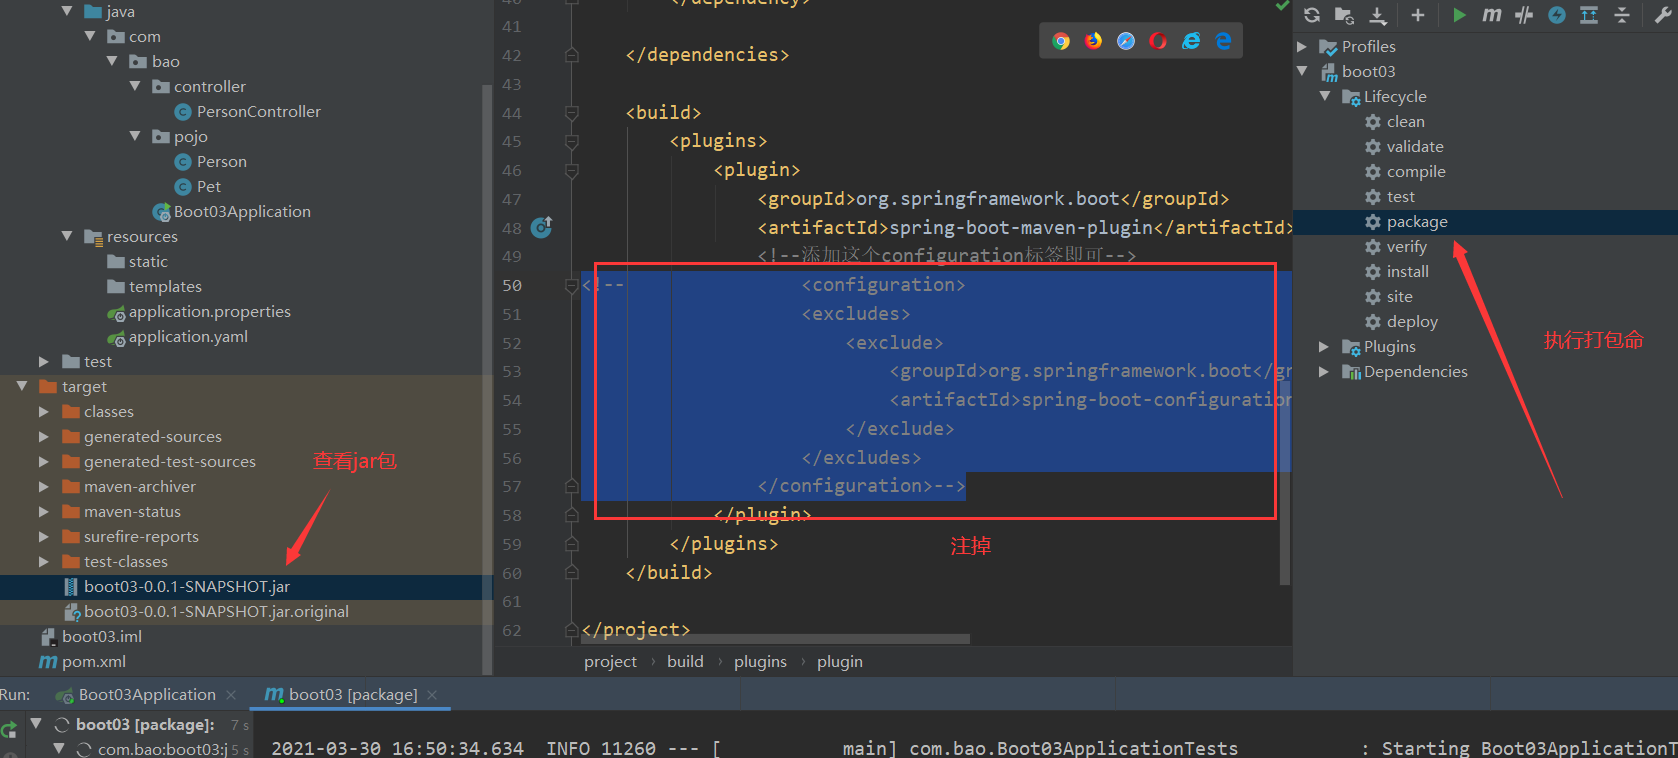 java
com
bao
controller
PersonController
pojo
Person
Pet
Boot03Application
resources
static
templates
application.properties
application.yaml
test
target
classes
generated-sources
generated-test-sources
查看jar包
maven-archiver
maven-status
surefire-reports
test-classes
boot03-0.0.1-SNAPSHOT.jar
boot03-0.0.1-SNAPSHOT.jar.original
boot03.iml
pom.xml
40 </dependency>
41
42 </dependencies>
43
44 <build>
45 <plugins>
46 <plugin>
47 <groupId>org.springframework.boot</groupId>
48 <artifactId>spring-boot-maven-plugin</artifactId>
49 <!--添加这个configuration标签即可-->
50 <!-- <configuration>
51 <excludes>
52 <exclude>
53 <groupId>org.springframework.boot</gr
54 <artifactId>spring-boot-configuration
55 </exclude>
56 </excludes>
57 </configuration>-->
58 </plugin>
59 </plugins>
注掉
60 </build>
61
62 </project>
project › build › plugins › plugin
Profiles
boot03
Lifecycle
clean
validate
compile
test
package
verify
install
site
deploy
执行打包命
Plugins
Dependencies
Run: Boot03Application boot03 [package]
boot03 [package]: 7 s
com.bao:boot03:j 5 s
2021-03-30 16:50:34.634 INFO 11260 --- [ main] com.bao.Boot03ApplicationTests : Starting Boot03ApplicationT